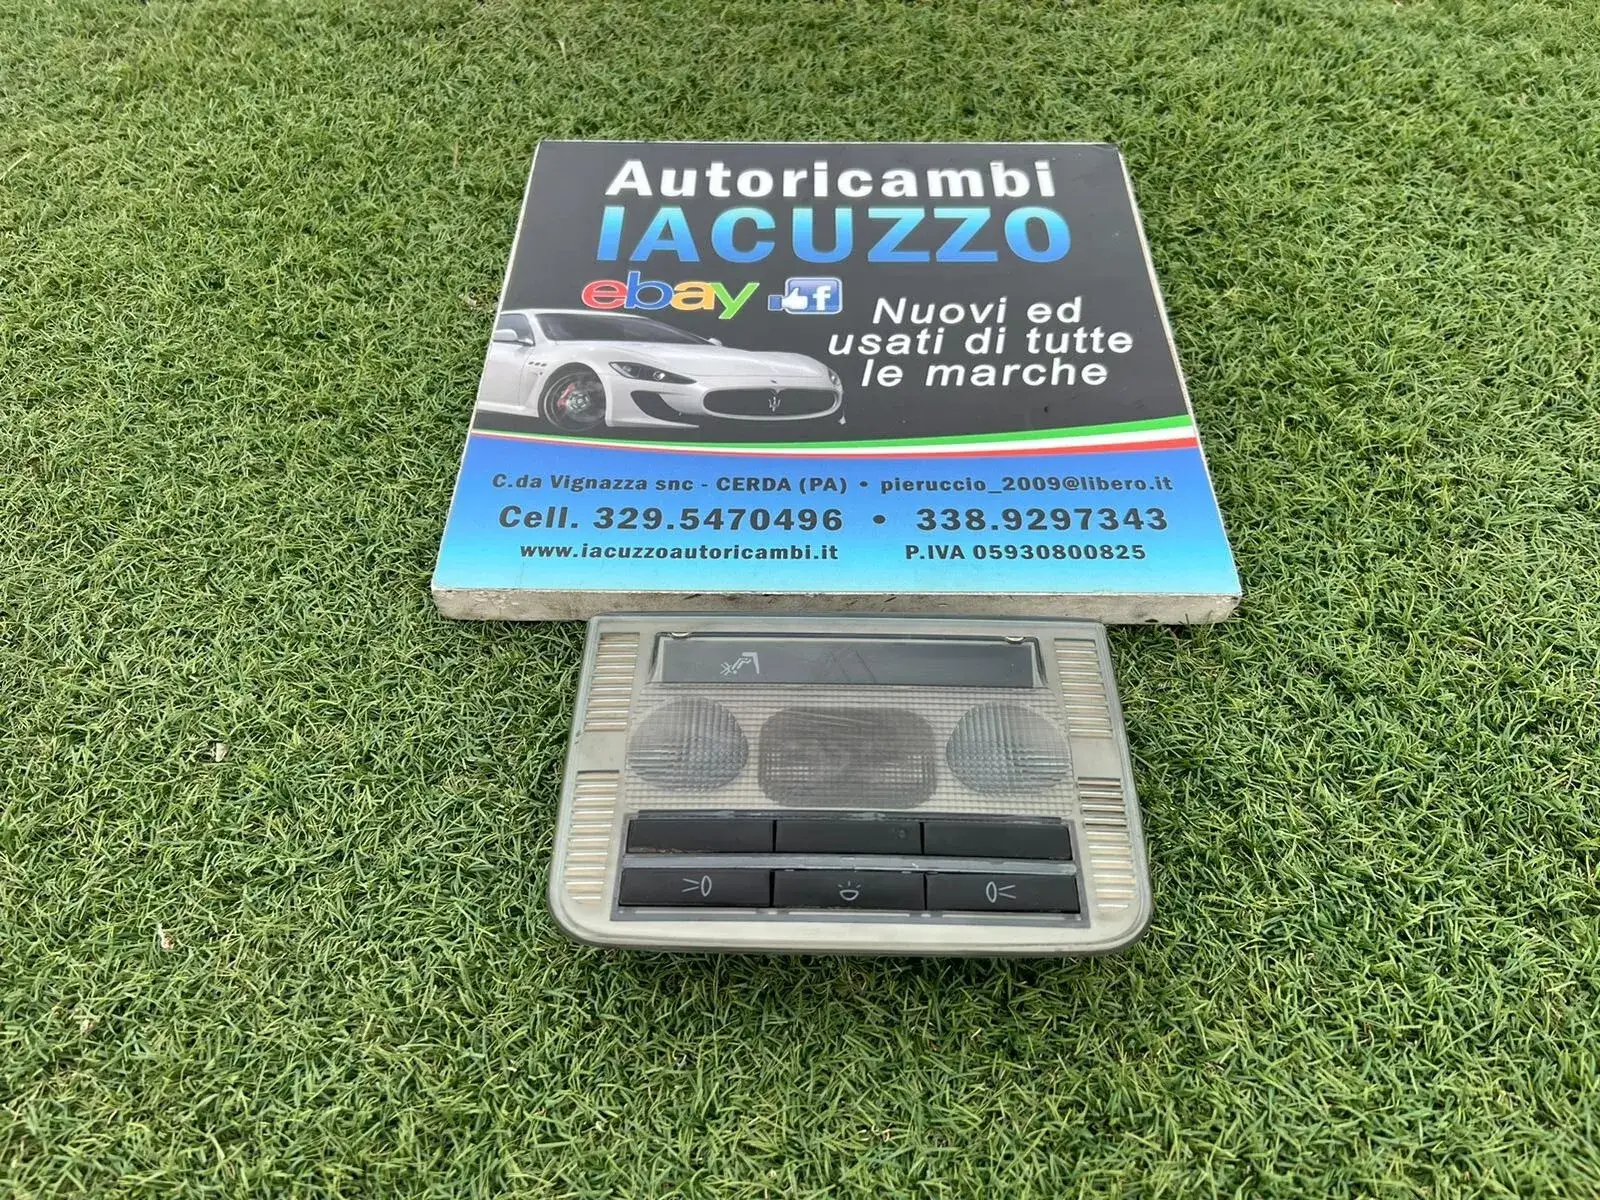 Autoricambi
IACUZZO
ebay f
Nuovi ed
usati di tutte
le marche
C.da Vignazza snc - CERDA (PA) • pieruccio_2009@libero.it
Cell. 329.5470496 • 338.9297343
www.iacuzzoautoricambi.it P.IVA 05930800825